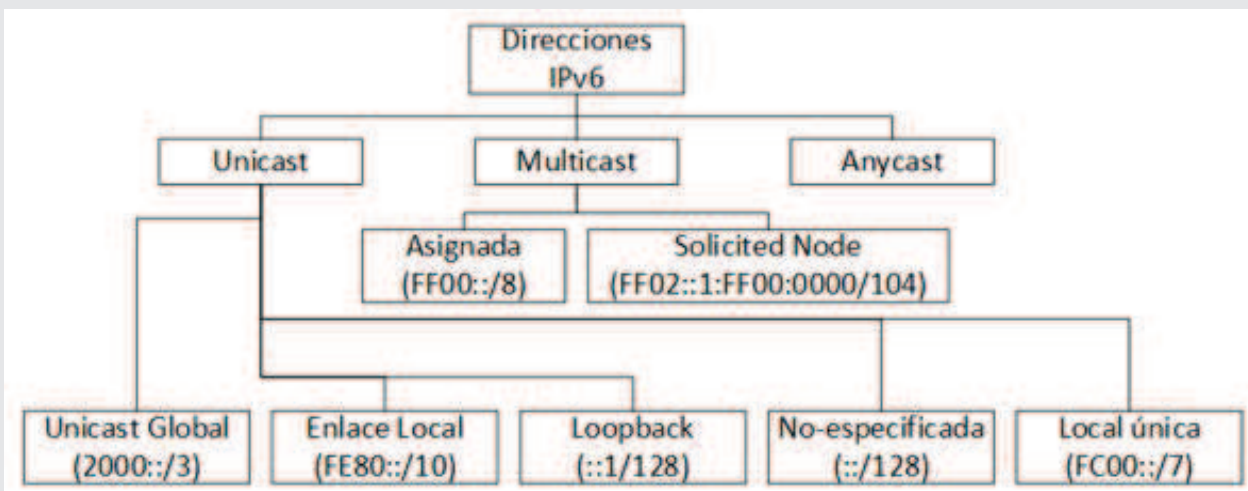 Direcciones
IPv6
Unicast
Multicast
Anycast
Asignada
(FF00::/8)
Solicited Node
(FF02::1:FF00:0000/104)
Unicast Global
(2000::/3)
Enlace Local
(FE80::/10)
Loopback
(::1/128)
No-especificada
(::/128)
Local única
(FC00::/7)